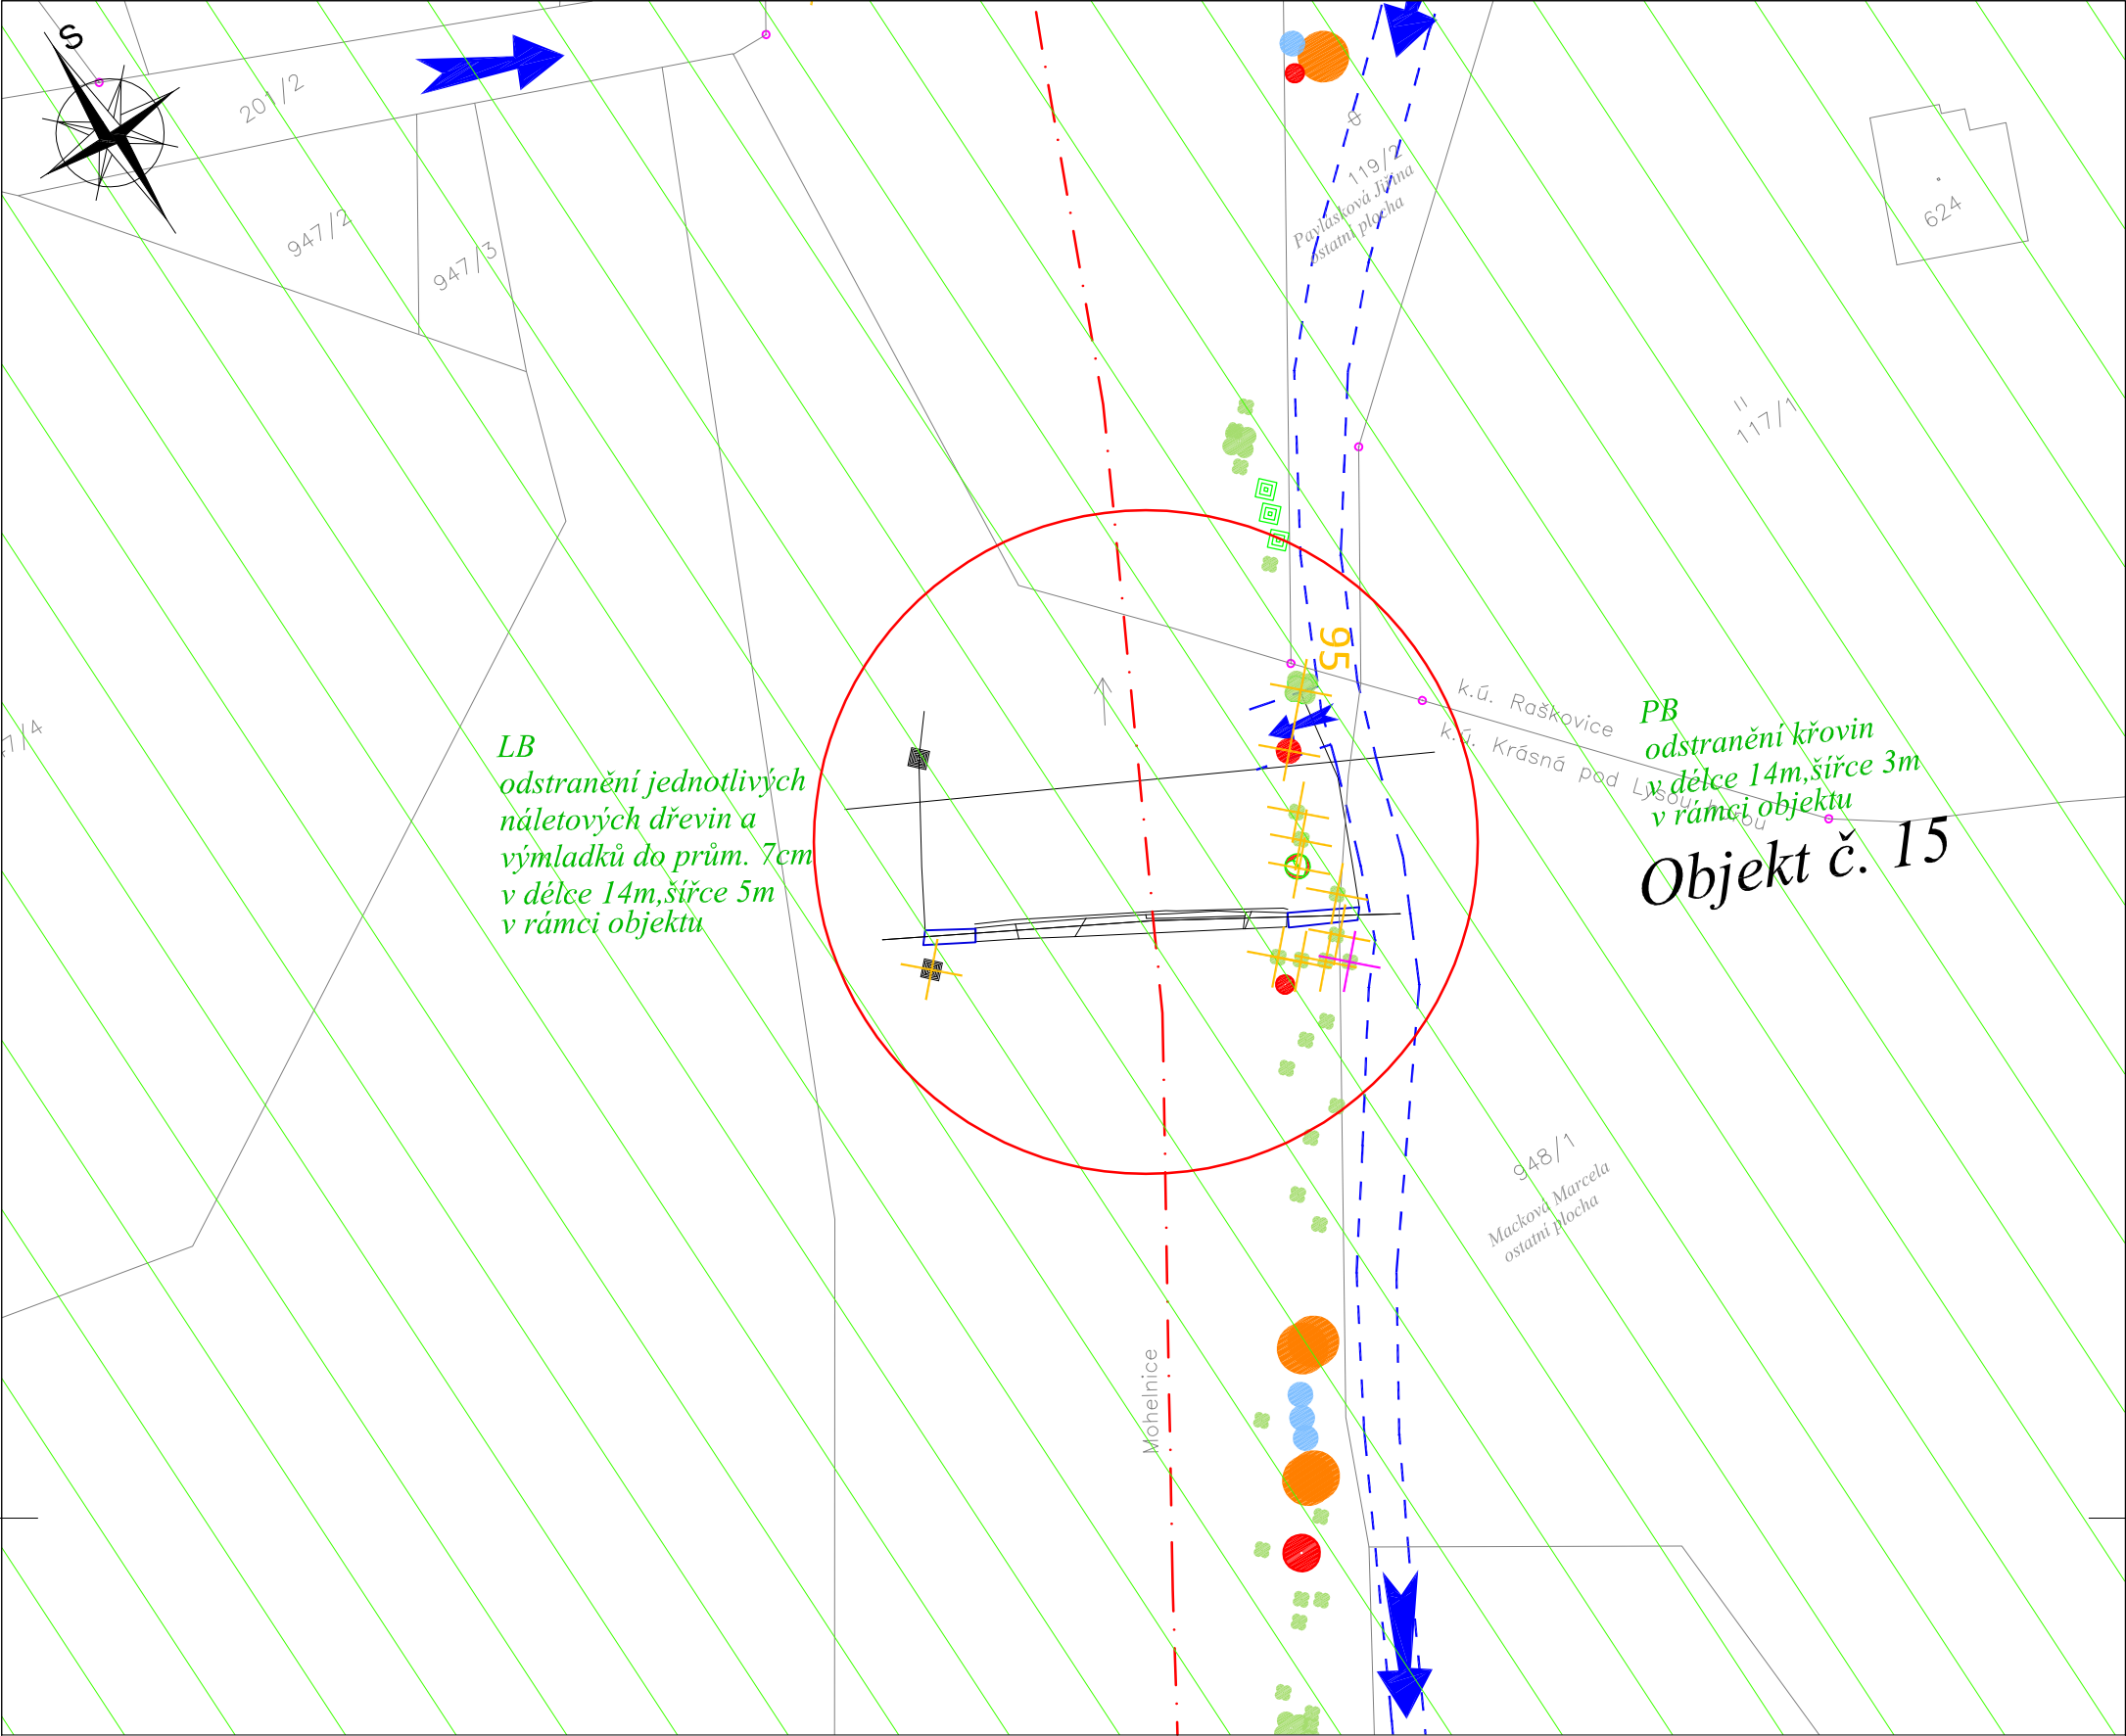 S
201/2
947/2
947/3
119/2
Pavlásková Jiřina
ostatní plocha
624
117/1
95
k.ú. Raškovice
k.ú. Krásná pod Lysou horou
LB
odstranění jednotlivých
náletových dřevin a
výmladků do prům. 7cm
v délce 14m,šířce 5m
v rámci objektu
PB
odstranění křovin
v délce 14m,šířce 3m
v rámci objektu
Objekt č. 15
948/1
Macková Marcela
ostatní plocha
Mohelnice